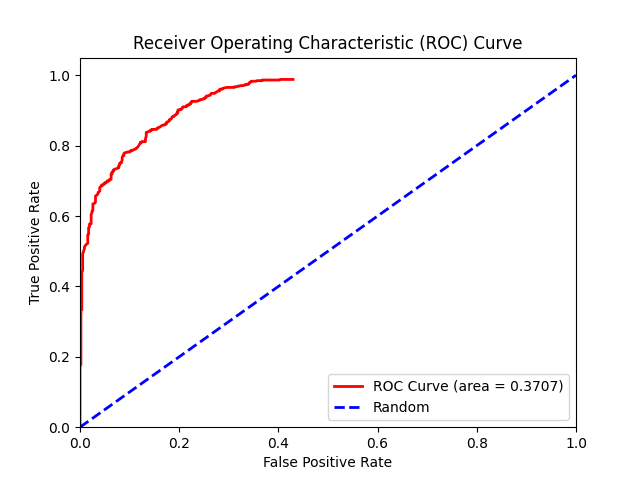 Receiver Operating Characteristic (ROC) Curve
1.0
0.8
0.6
0.4
0.2
0.0
True Positive Rate
ROC Curve (area = 0.3707)
Random
0.0 0.2 0.4 0.6 0.8 1.0
False Positive Rate